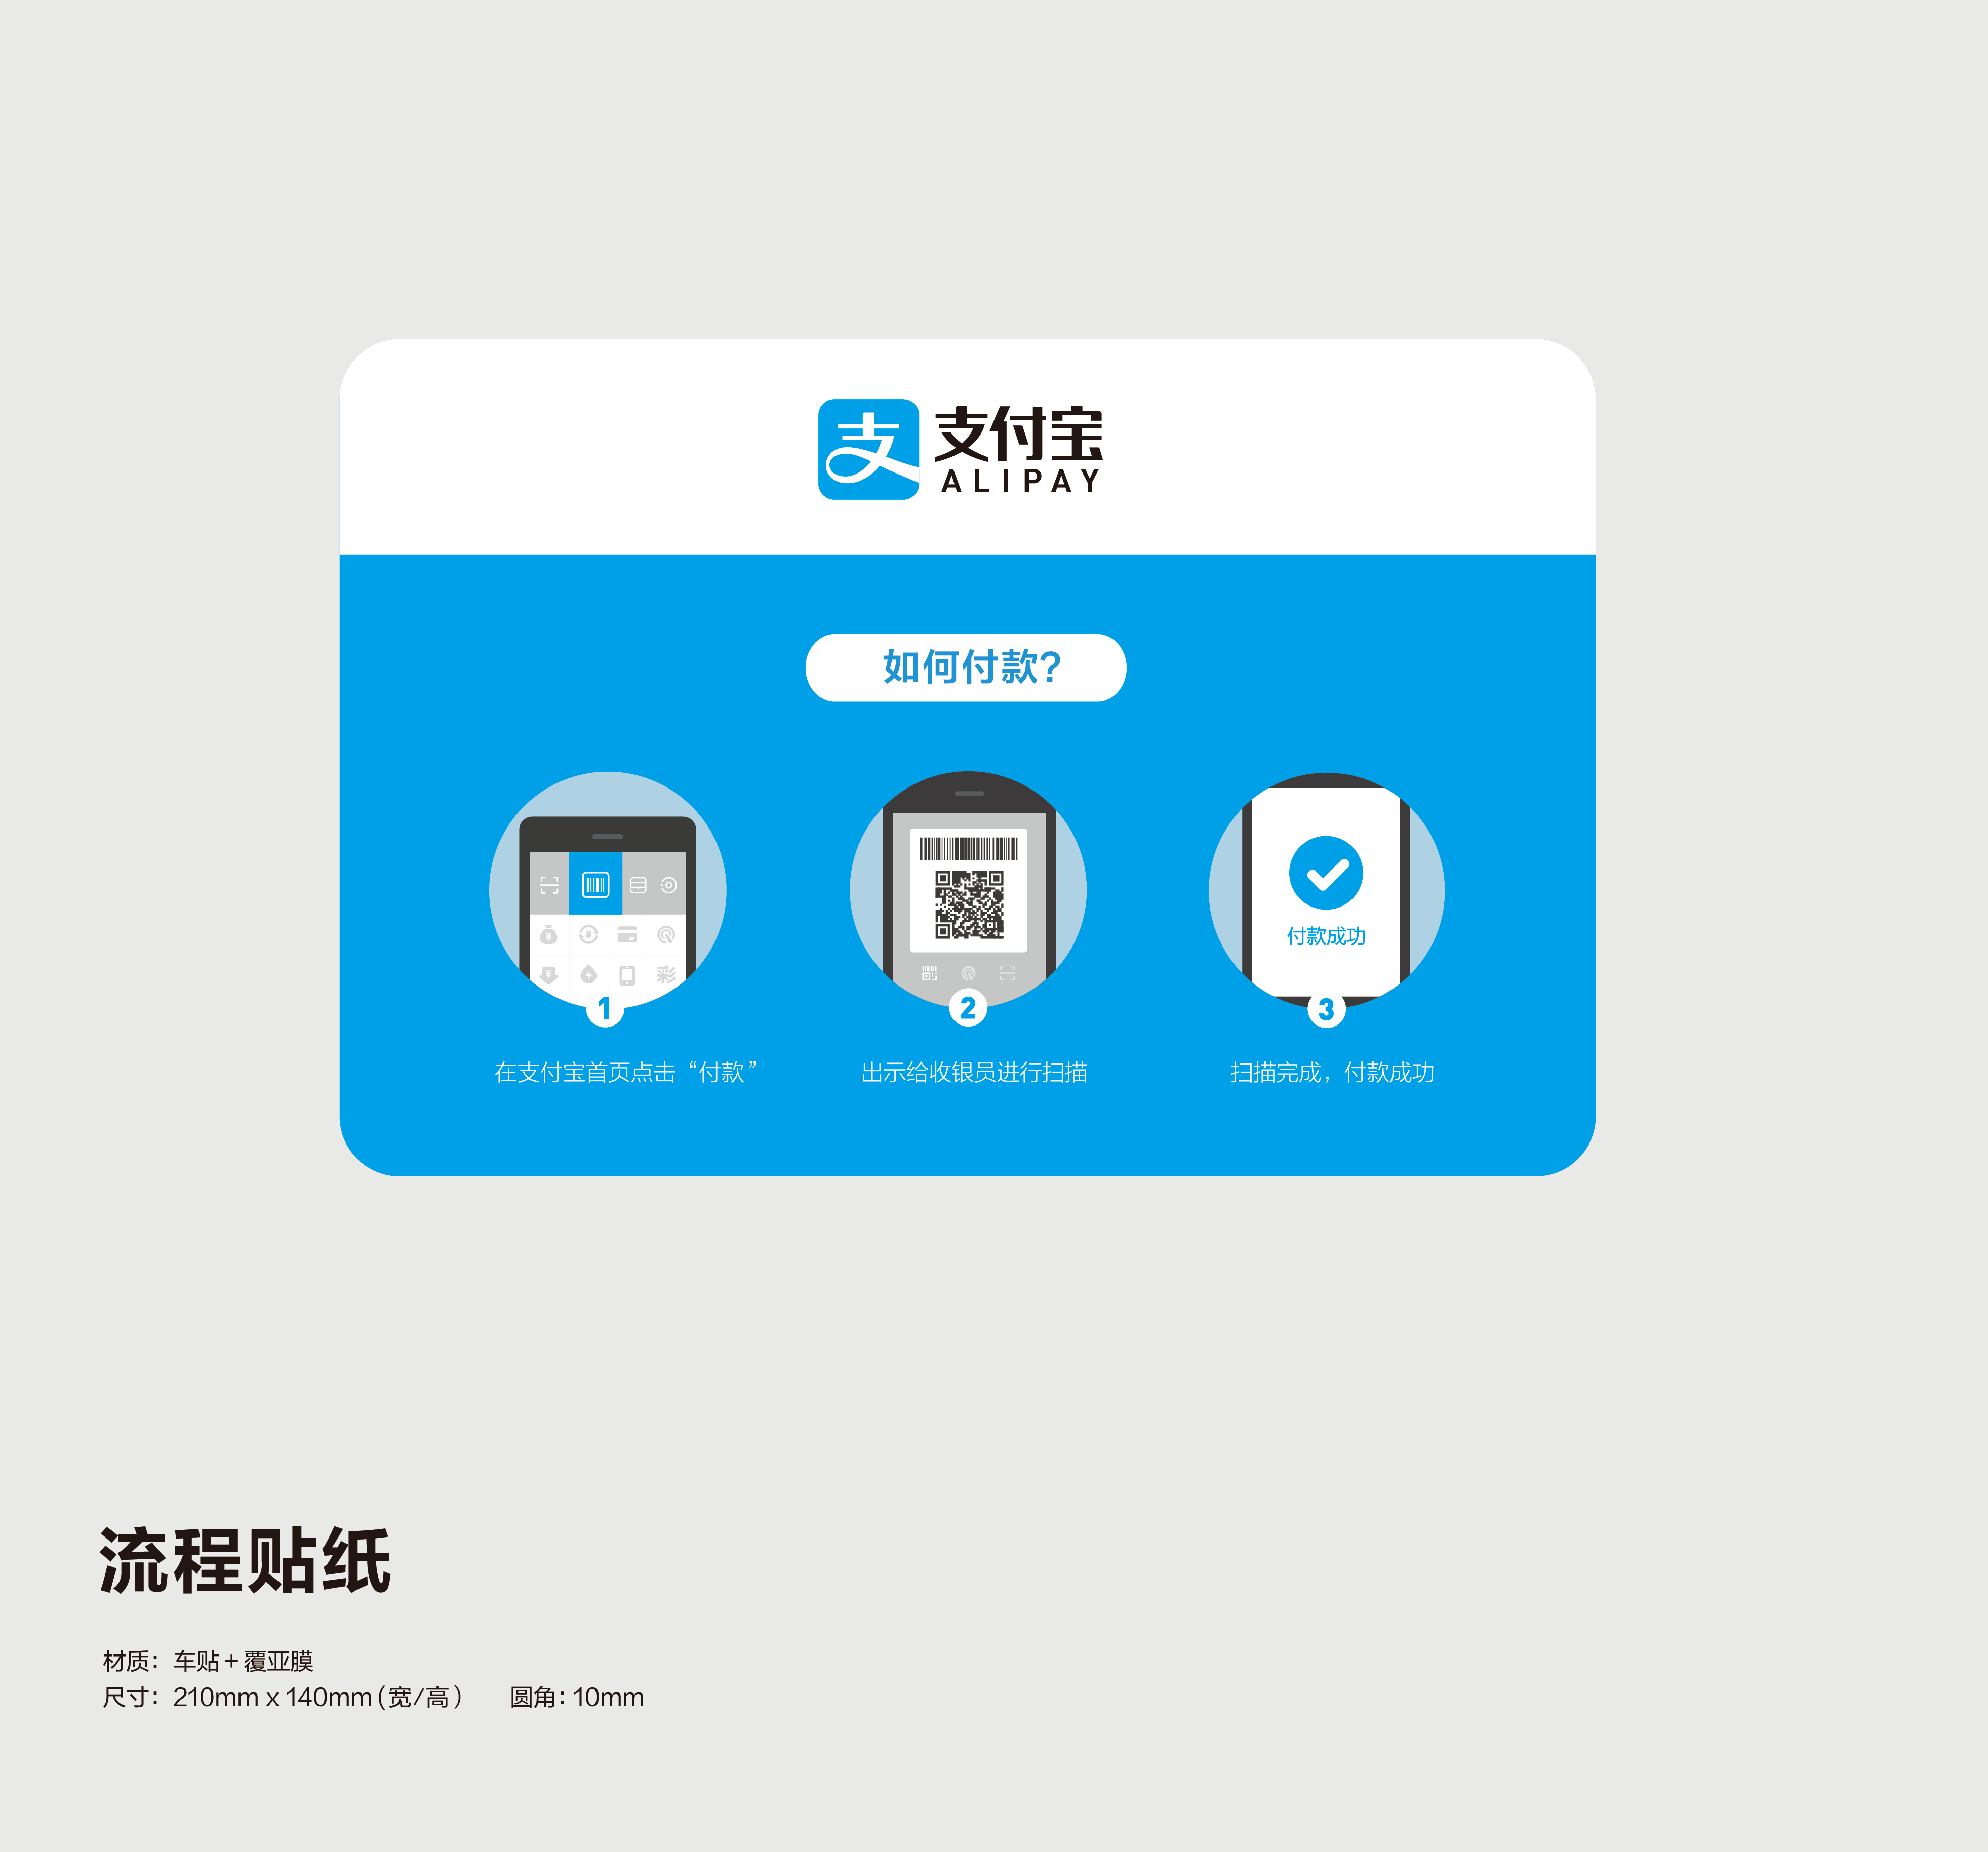 支
支付宝
ALIPAY
如何付款?
彩
付款成功
1
2
3
在支付宝首页点击“付款”
出示给收银员进行扫描
扫描完成，付款成功
流程贴纸
材质：车贴+覆亚膜
尺寸：210mm x 140mm (宽/高) 圆角：10mm